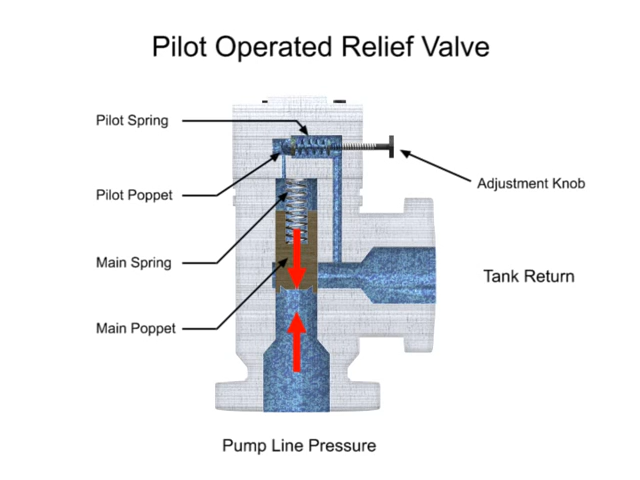 Pilot Operated Relief Valve
Pilot Spring
Pilot Poppet
Adjustment Knob
Main Spring
Tank Return
Main Poppet
Pump Line Pressure